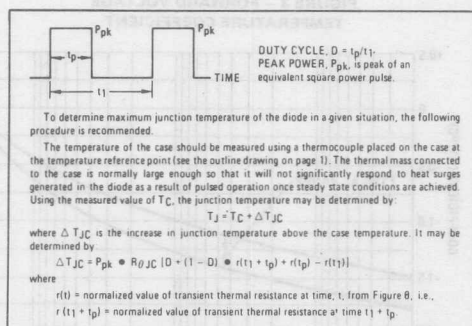 Ppk
Ppk
tp
DUTY CYCLE, D = tp/t1.
PEAK POWER, Ppk, is peak of an
TIME
equivalent square power pulse.
t1
To determine maximum junction temperature of the diode in a given situation, the following
procedure is recommended.
The temperature of the case should be measured using a thermocouple placed on the case at
the temperature reference point (see the outline drawing on page 1). The thermal mass connected
to the case is normally large enough so that it will not significantly respond to heat surges
generated in the diode as a result of pulsed operation once steady state conditions are achieved.
Using the measured value of TC, the junction temperature may be determined by:
TJ = TC + Δ TJC
where Δ TJC is the increase in junction temperature above the case temperature. It may be
determined by:
Δ TJC = Ppk • RθJC [D + (1 - D) • r(t1 + tp) + r(tp) - r(t1)]
where
r(t) = normalized value of transient thermal resistance at time, t, from Figure 8, i.e.,
r (t1 + tp) = normalized value of transient thermal resistance at time t1 + tp.